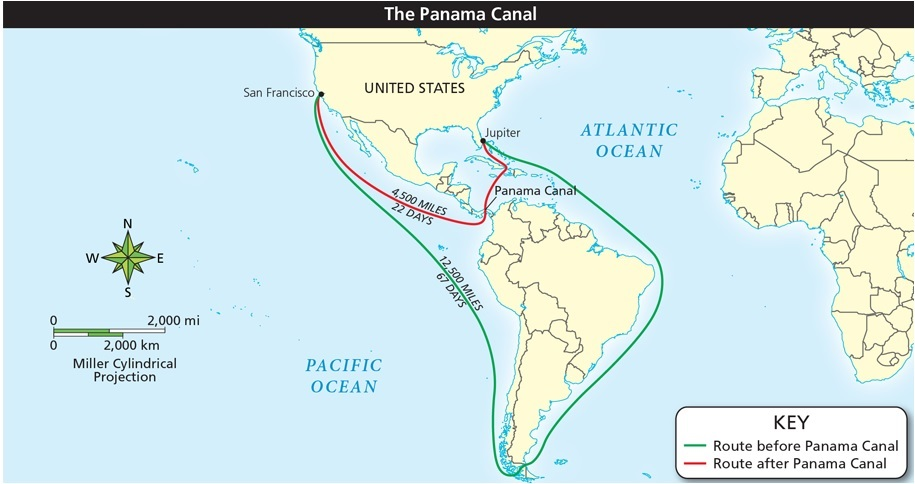 The Panama Canal
San Francisco
UNITED STATES
Jupiter
ATLANTIC
OCEAN
Panama Canal
4,500 MILES
22 DAYS
12,500 MILES
67 DAYS
N
W
E
S
0
2,000 mi
0
2,000 km
Miller Cylindrical
Projection
PACIFIC
OCEAN
KEY
Route before Panama Canal
Route after Panama Canal